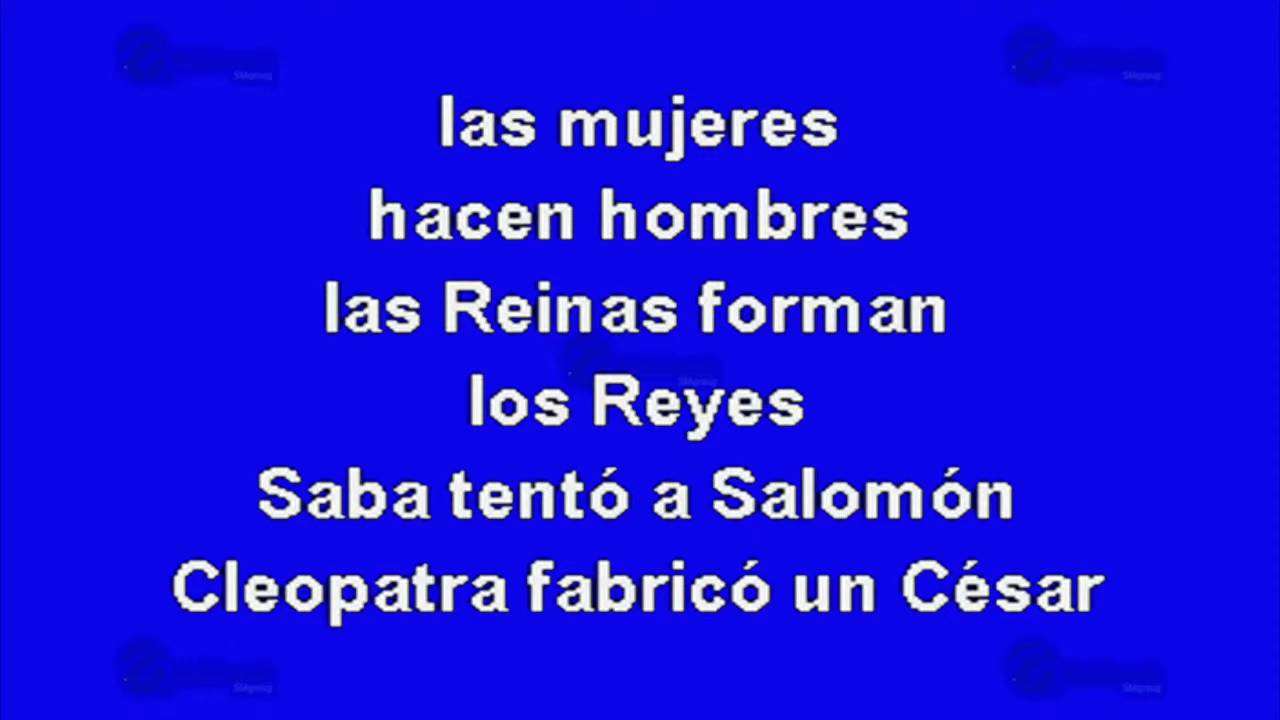 las mujeres
hacen hombres
las Reinas forman
los Reyes
Saba tentó a Salomón
Cleopatra fabricó un César